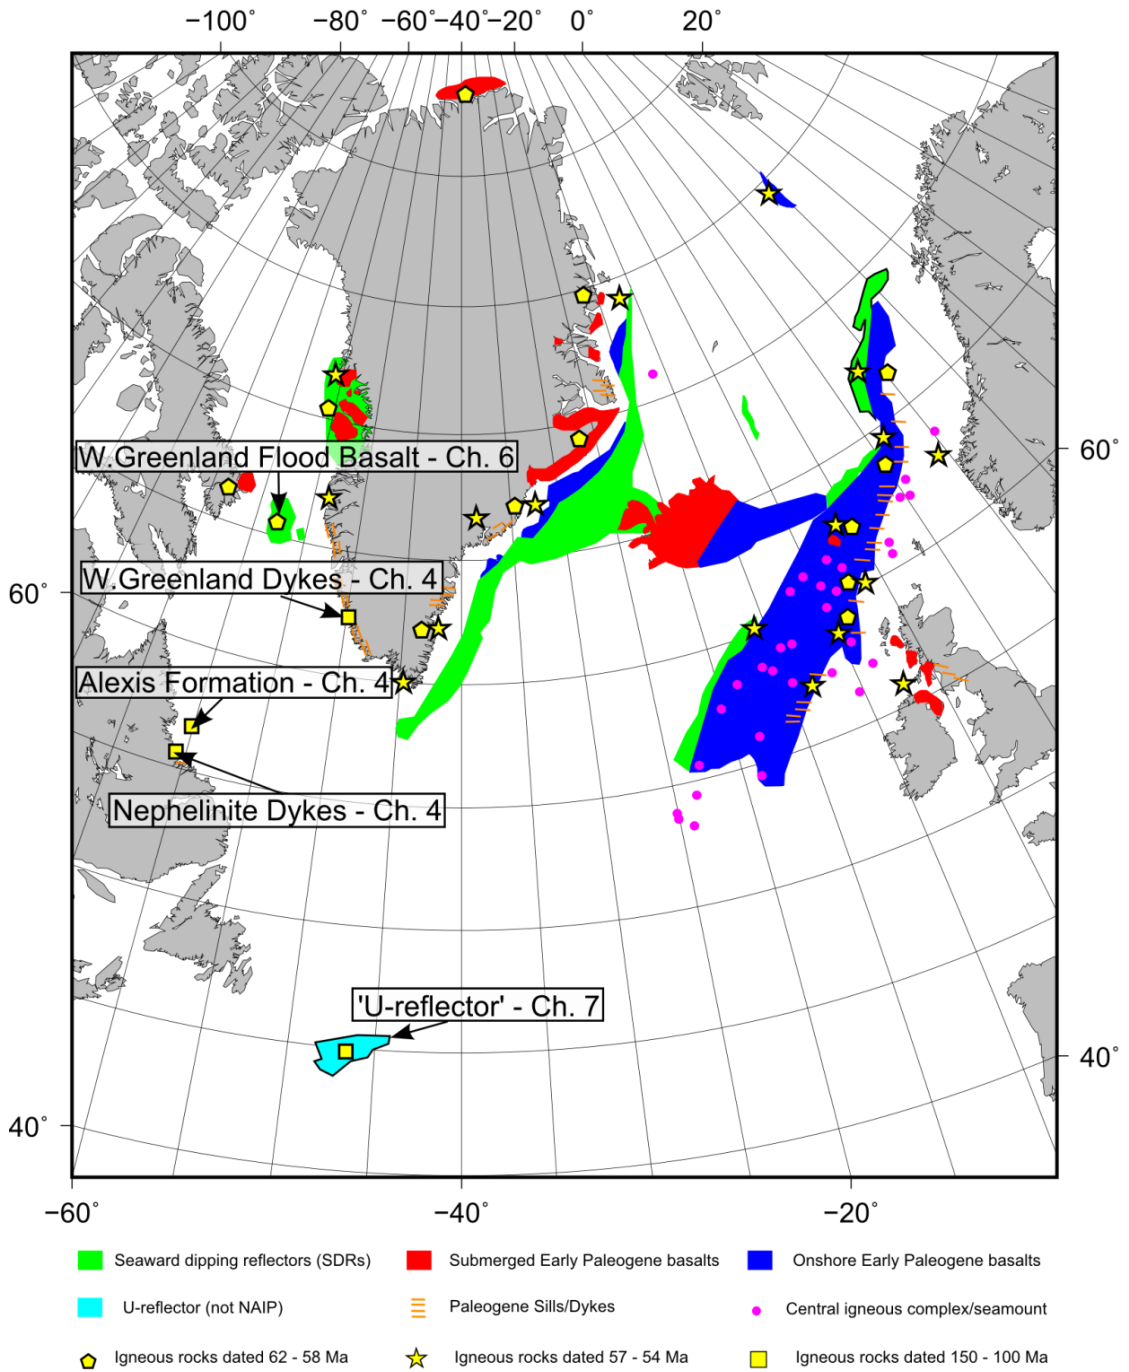 −100° −80° −60° −40° −20° 0° 20°
W.Greenland Flood Basalt - Ch. 6
60°
W.Greenland Dykes - Ch. 4
60°
Alexis Formation - Ch. 4
Nephelinite Dykes - Ch. 4
'U-reflector' - Ch. 7
40°
40°
−60° −40° −20°
Seaward dipping reflectors (SDRs) Submerged Early Paleogene basalts Onshore Early Paleogene basalts
U-reflector (not NAIP) Paleogene Sills/Dykes Central igneous complex/seamount
Igneous rocks dated 62 - 58 Ma Igneous rocks dated 57 - 54 Ma Igneous rocks dated 150 - 100 Ma